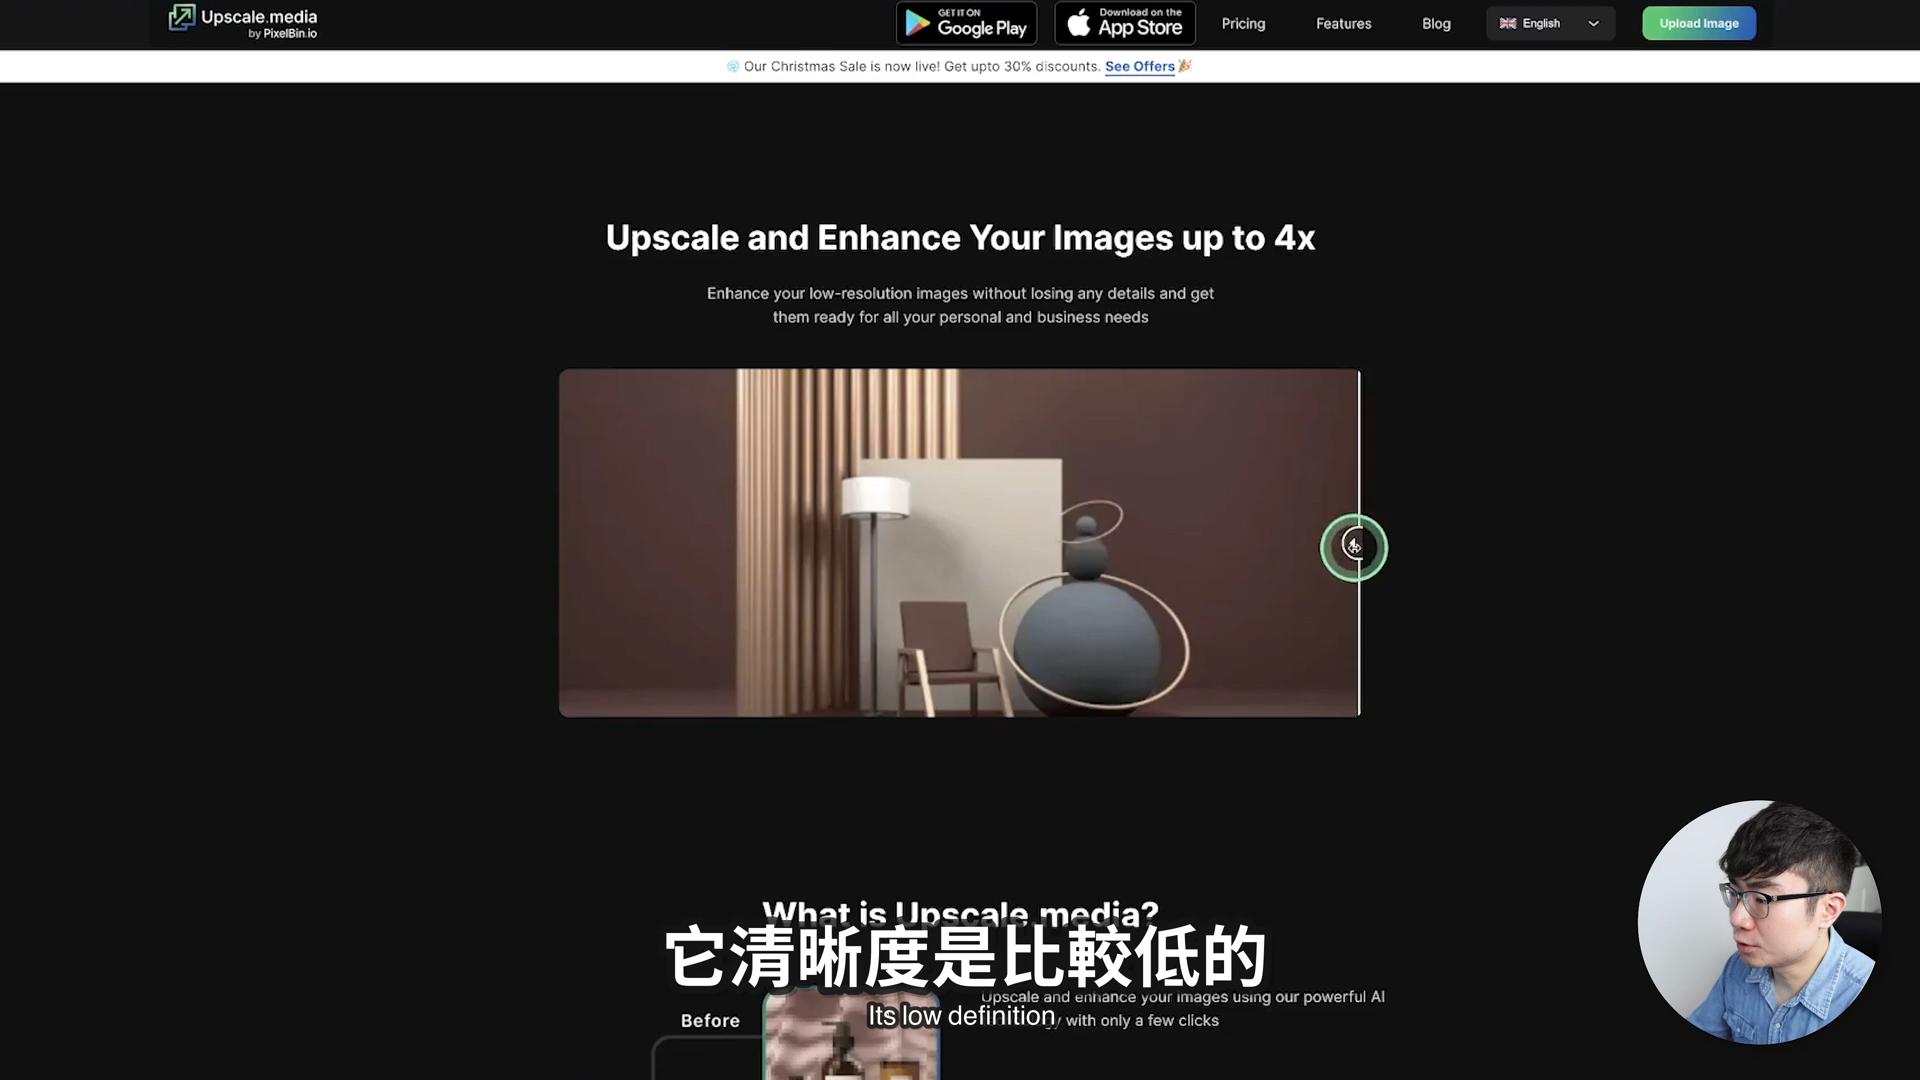 Upscale.media
by PixelBin.io
GET IT ON
Google Play
Download on the
App Store
Pricing
Features
Blog
English
Upload Image
Our Christmas Sale is now live! Get upto 30% discounts. See Offers
Upscale and Enhance Your Images up to 4x
Enhance your low-resolution images without losing any details and get
them ready for all your personal and business needs
What is Upscale.media?
它清晰度是比較低的
Upscale and enhance your images using our powerful AI
Its low definition
with only a few clicks
Before